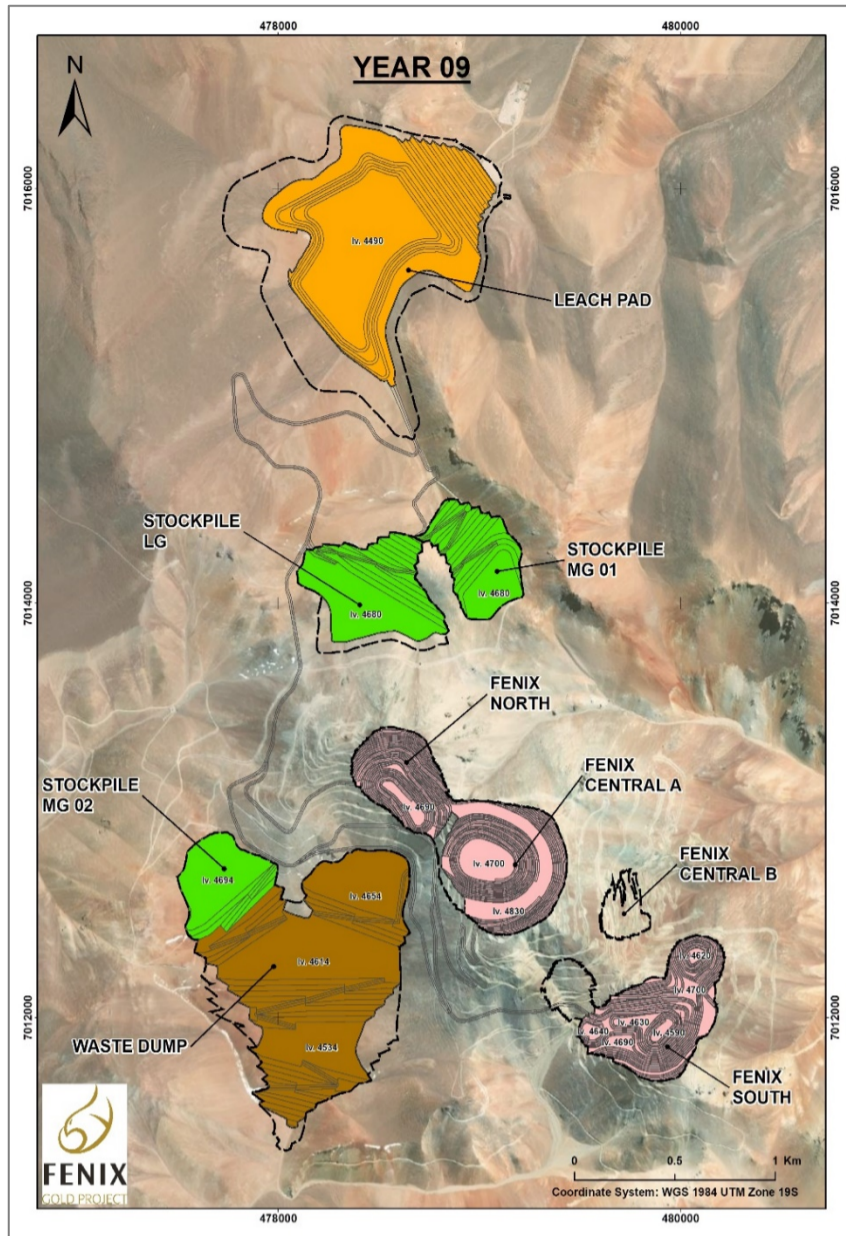 478000
480000
YEAR 09
N
7016000
7016000
lv. 4490
LEACH PAD
STOCKPILE
LG
STOCKPILE
MG 01
lv. 4680
lv. 4680
7014000
7014000
FENIX
NORTH
FENIX
CENTRAL A
STOCKPILE
MG 02
lv. 4690
lv. 4700
lv. 4694
lv. 4654
lv. 4830
FENIX
CENTRAL B
lv. 4614
lv. 4620
lv. 4700
7012000
7012000
WASTE DUMP
lv. 4534
lv. 4640
lv. 4630
lv. 4590
lv. 4690
FENIX
SOUTH
FENIX
GOLD PROJECT
0
0.5
1 Km
Coordinate System: WGS 1984 UTM Zone 19S
478000
480000